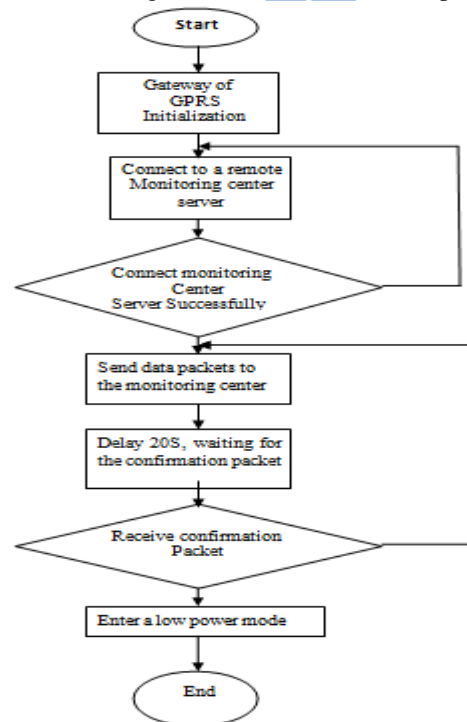 Start
Gateway of
GPRS
Initialization
Connect to a remote
Monitoring center
server
Connect monitoring
Center
Server Successfully
Send data packets to
the monitoring center
Delay 20S, waiting for
the confirmation packet
Receive confirmation
Packet
Enter a low power mode
End